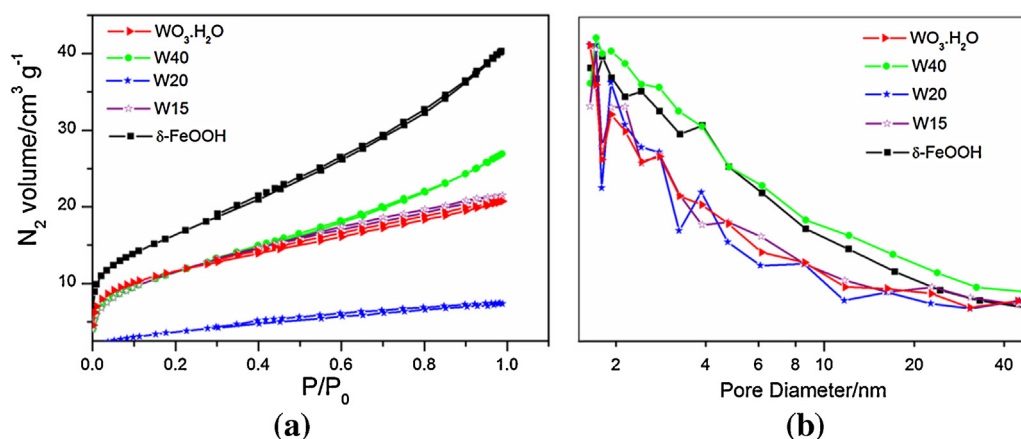 WO₃.H₂O
W40
W20
W15
δ-FeOOH
N₂ volume/cm³ g⁻¹
40
30
20
10
0.0 0.2 0.4 0.6 0.8 1.0
P/P₀
(a)
WO₃.H₂O
W40
W20
W15
δ-FeOOH
2 4 6 8 10 20 40
Pore Diameter/nm
(b)